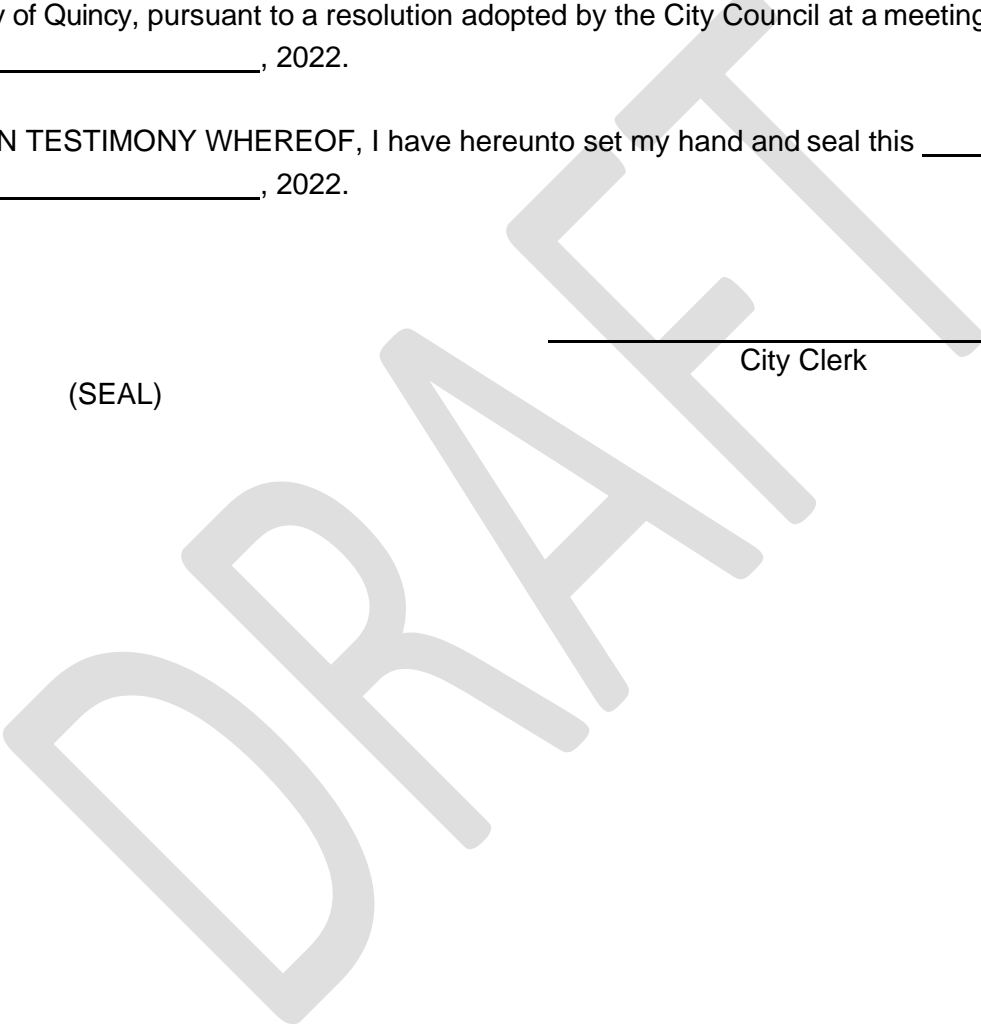 y of Quincy, pursuant to a resolution adopted by the City Council at a meeting
, 2022.
N TESTIMONY WHEREOF, I have hereunto set my hand and seal this
, 2022.
City Clerk
(SEAL)
DRAFT